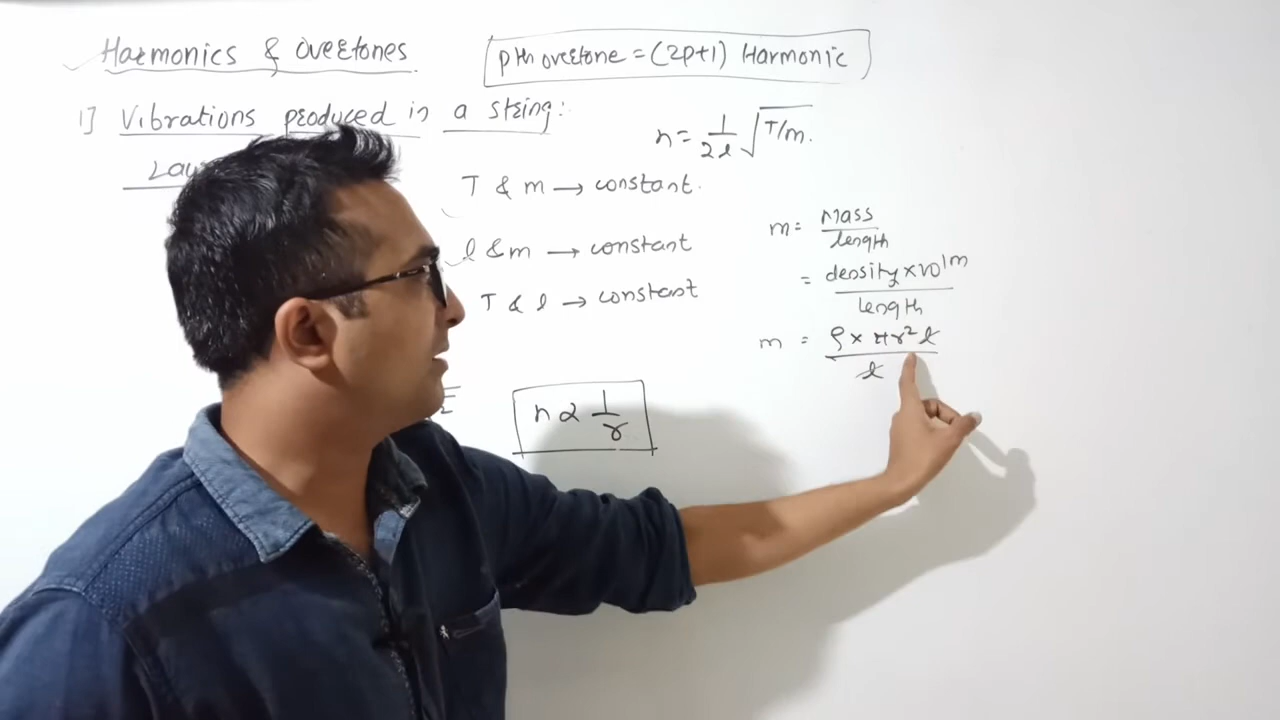 Harmonics & Overtones
pth overtone = (2p+1) Harmonic
1] Vibrations produced in a string:
n = 1/2l √T/m.
Law
T & m → constant.
l & m → constant
T & l → constant
m = Mass/length
= density × vol^m/length
m = ρ × πr²l/l
n ∝ 1/r